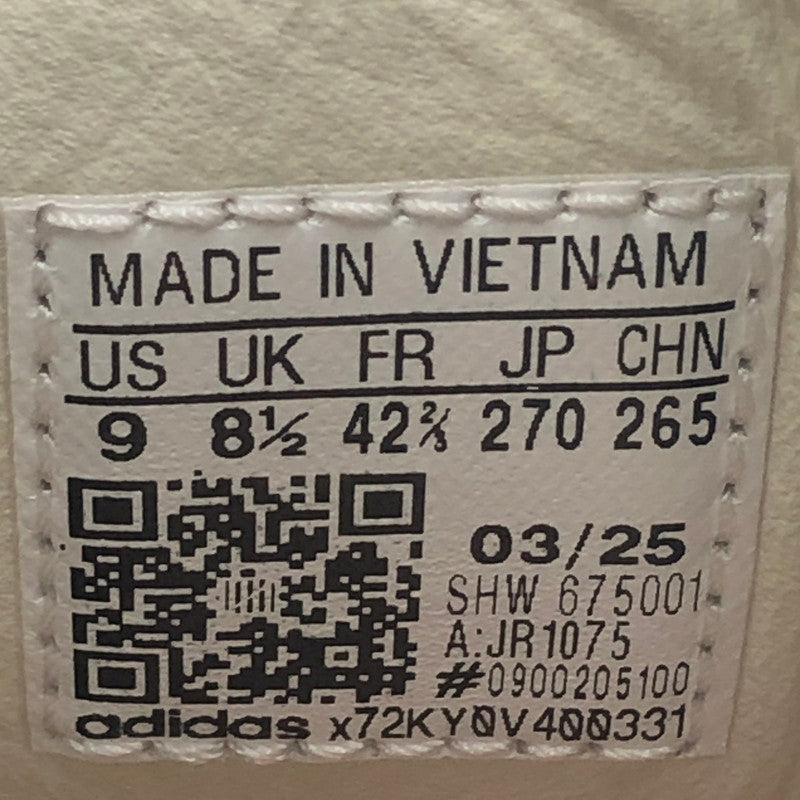 MADE IN VIETNAM
US UK FR JP CHN
9 8½ 42⅔ 270 265
03/25
SHW 675001
A:JR1075
#0900205100
adidas x72KY0V400331